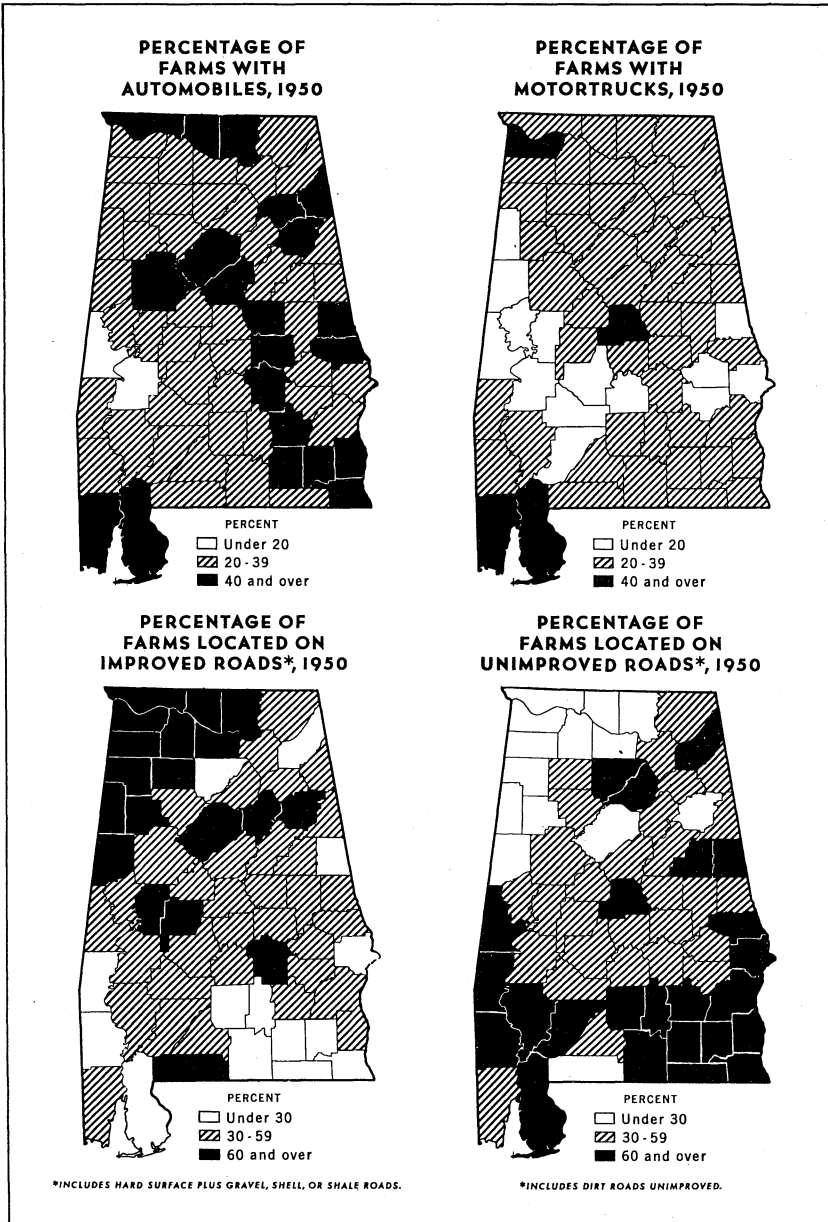 PERCENTAGE OF
FARMS WITH
AUTOMOBILES, 1950
PERCENT
Under 20
20-39
40 and over
PERCENTAGE OF
FARMS WITH
MOTORTRUCKS, 1950
PERCENT
Under 20
20-39
40 and over
PERCENTAGE OF
FARMS LOCATED ON
IMPROVED ROADS*, 1950
PERCENT
Under 30
30-59
60 and over
*INCLUDES HARD SURFACE PLUS GRAVEL, SHELL, OR SHALE ROADS.
PERCENTAGE OF
FARMS LOCATED ON
UNIMPROVED ROADS*, 1950
PERCENT
Under 30
30-59
60 and over
*INCLUDES DIRT ROADS UNIMPROVED.